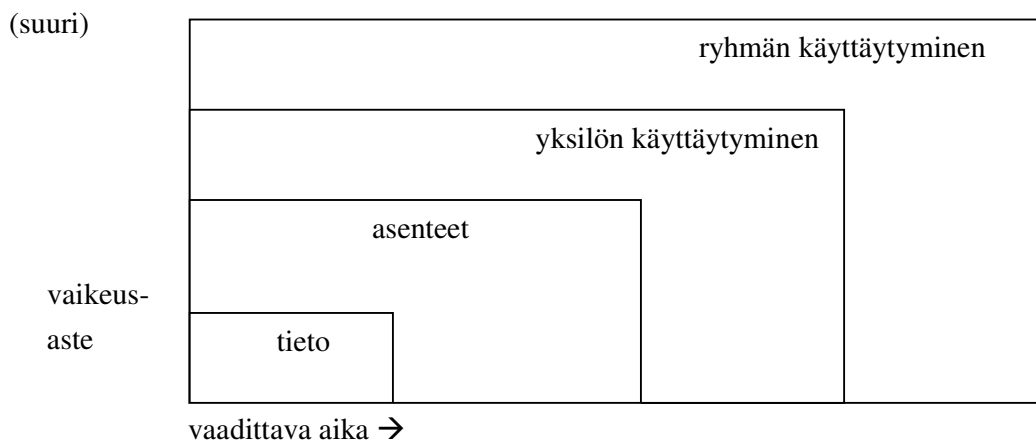 (suuri)
ryhmän käyttäytyminen
yksilön käyttäytyminen
asenteet
vaikeus-
aste
tieto
vaadittava aika →